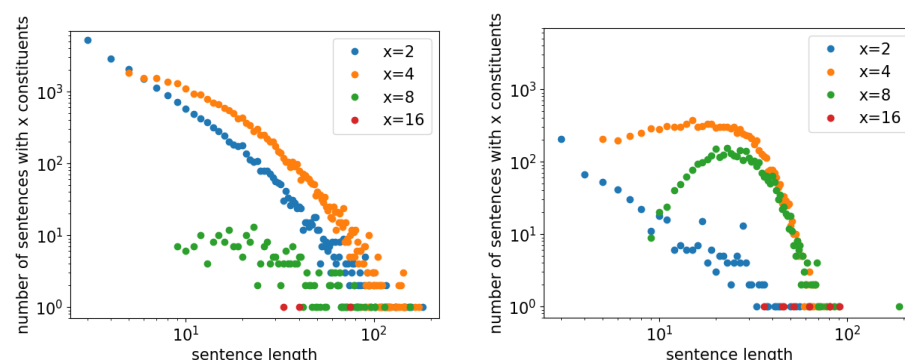 number of sentences with x constituents
10³
10²
10¹
10⁰
x=2
x=4
x=8
x=16
10¹
10²
sentence length
number of sentences with x constituents
10³
10²
10¹
10⁰
x=2
x=4
x=8
x=16
10¹
10²
sentence length